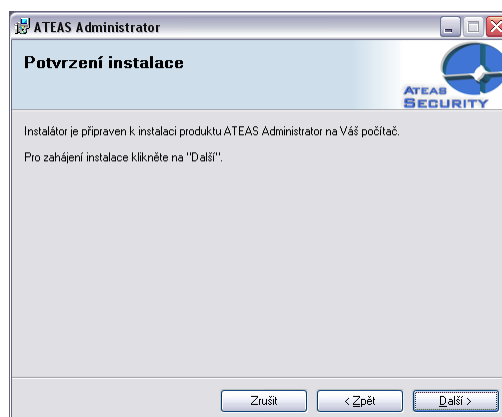 ATEAS Administrator
Potvrzení instalace
ATEAS
SECURITY
Instalátor je připraven k instalaci produktu ATEAS Administrator na Váš počítač.
Pro zahájení instalace klikněte na "Další".
Zrušit
< Zpět
Další >